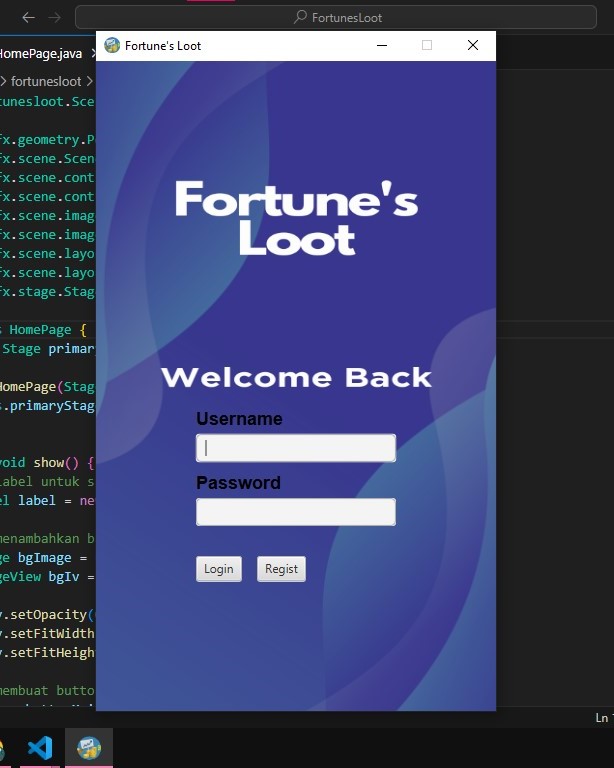 FortunesLoot
HomePage.java
fortunesloot
Fortune's Loot
tunesloot.Sce
fx.geometry.P
fx.scene.Scen
fx.scene.cont
fx.scene.cont
fx.scene.imag
fx.scene.imag
fx.scene.layo
fx.scene.layo
fx.stage.Stag
s HomePage {
Stage primar
HomePage(Stag
s.primaryStag
void show() {
label untuk s
el label = ne
menambahkan b
ge bgImage =
geView bgIv =
v.setOpacity(
v.setFitWidth
v.setFitHeigh
membuat butto
Fortune's
Loot
Welcome Back
Username
Password
Login Regist
Ln